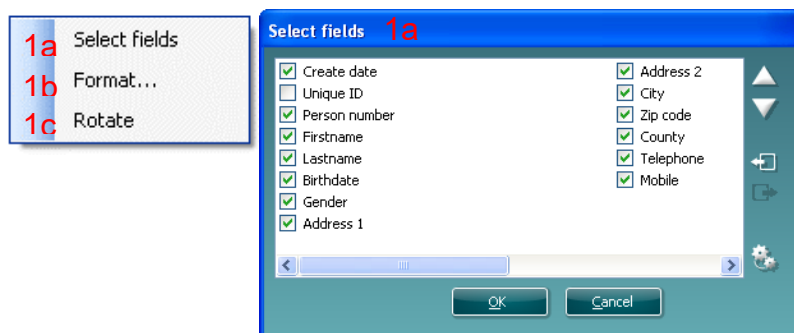 1a Select fields
1b Format...
1c Rotate
Select fields 1a
Create date
Unique ID
Person number
Firstname
Lastname
Birthdate
Gender
Address 1
Address 2
City
Zip code
County
Telephone
Mobile
OK
Cancel